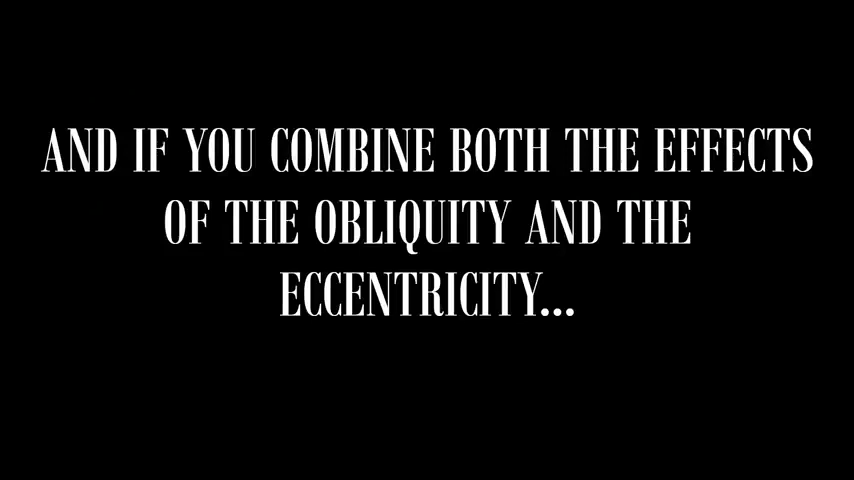 AND IF YOU COMBINE BOTH THE EFFECTS
OF THE OBLIQUITY AND THE
ECCENTRICITY...